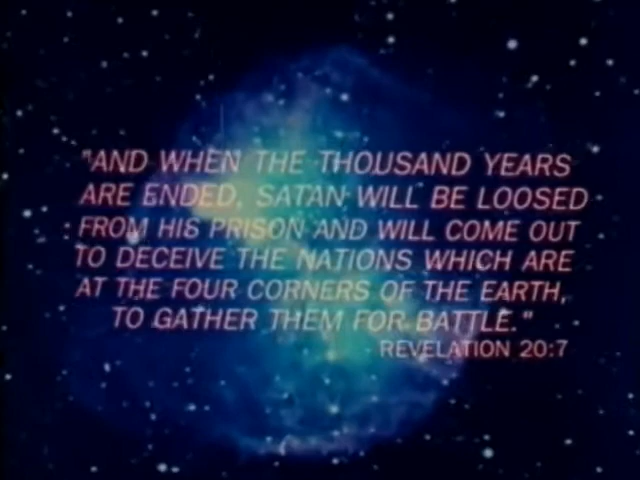 "AND WHEN THE THOUSAND YEARS
ARE ENDED, SATAN WILL BE LOOSED
FROM HIS PRISON AND WILL COME OUT
TO DECEIVE THE NATIONS WHICH ARE
AT THE FOUR CORNERS OF THE EARTH,
TO GATHER THEM FOR BATTLE."
REVELATION 20:7